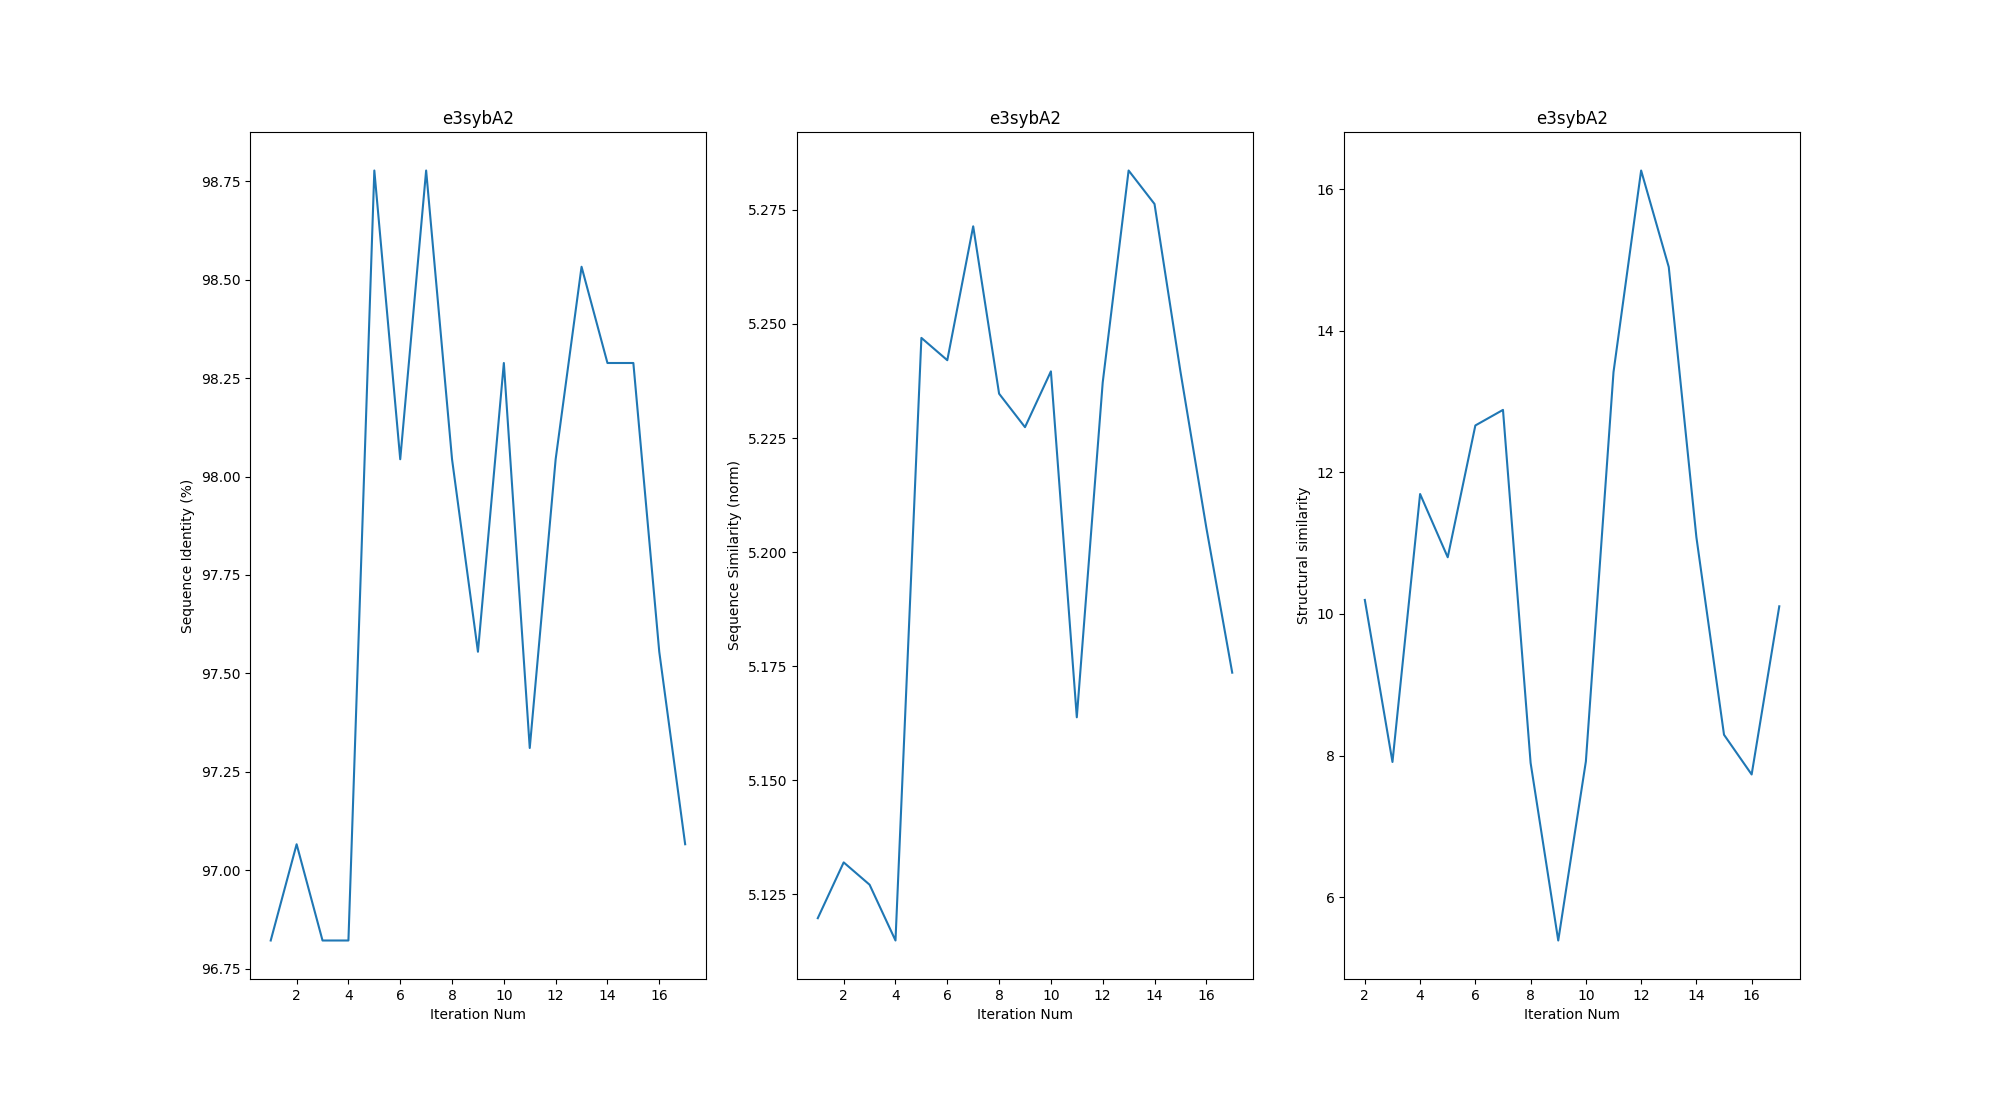 e3sybA2
98.75
98.50
98.25
98.00
97.75
97.50
97.25
97.00
96.75
Sequence Identity (%)
2 4 6 8 10 12 14 16
Iteration Num
e3sybA2
5.275
5.250
5.225
5.200
5.175
5.150
5.125
Sequence Similarity (norm)
2 4 6 8 10 12 14 16
Iteration Num
e3sybA2
16
14
12
10
8
6
Structural similarity
2 4 6 8 10 12 14 16
Iteration Num